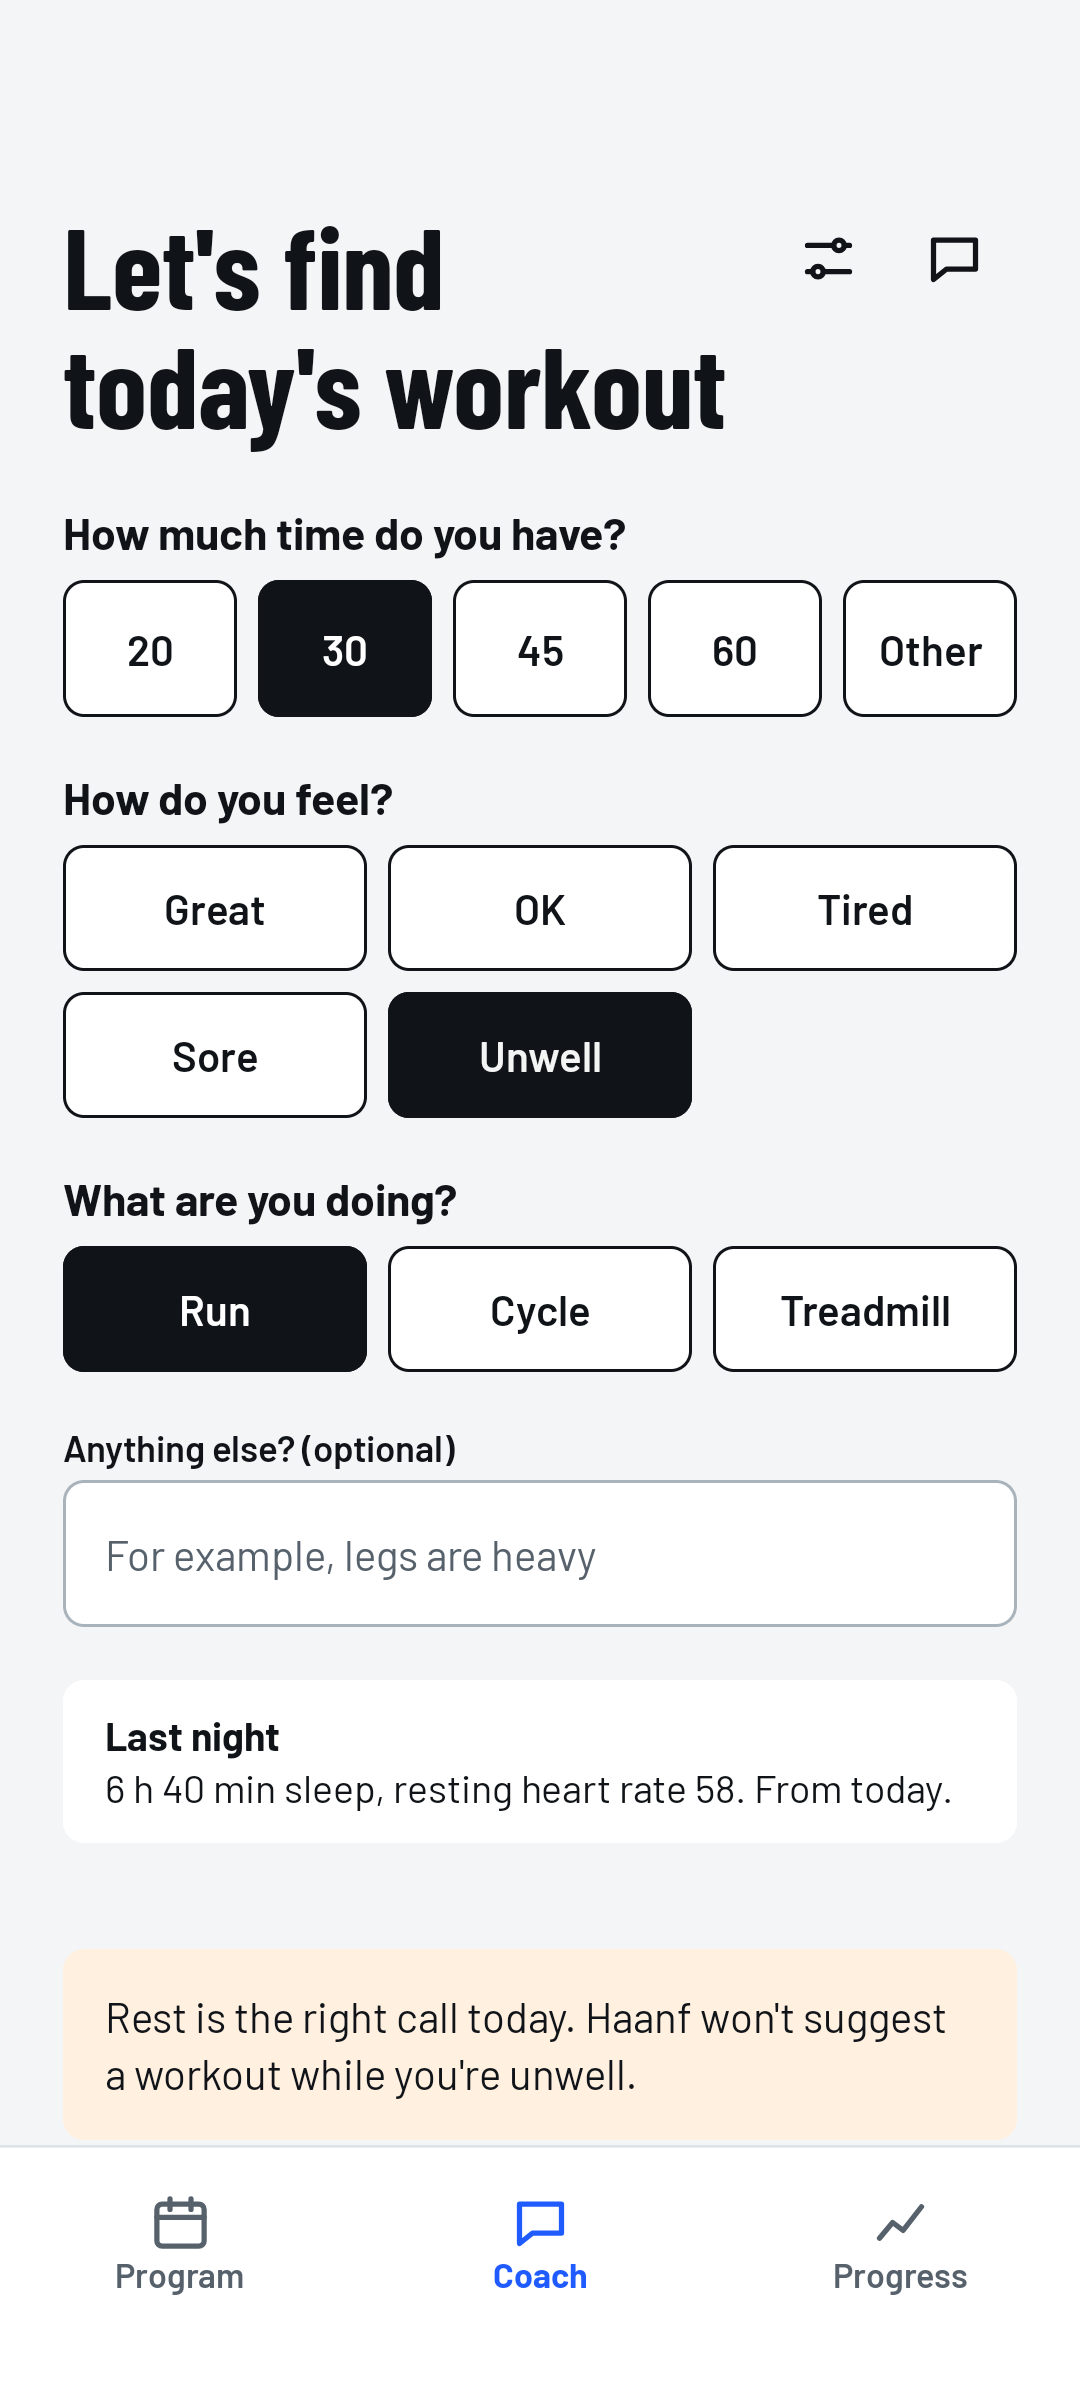 Let's find
today's workout
How much time do you have?
20 30 45 60 Other
How do you feel?
Great OK Tired
Sore Unwell
What are you doing?
Run Cycle Treadmill
Anything else? (optional)
For example, legs are heavy
Last night
6 h 40 min sleep, resting heart rate 58. From today.
Rest is the right call today. Haanf won't suggest
a workout while you're unwell.
Program Coach Progress